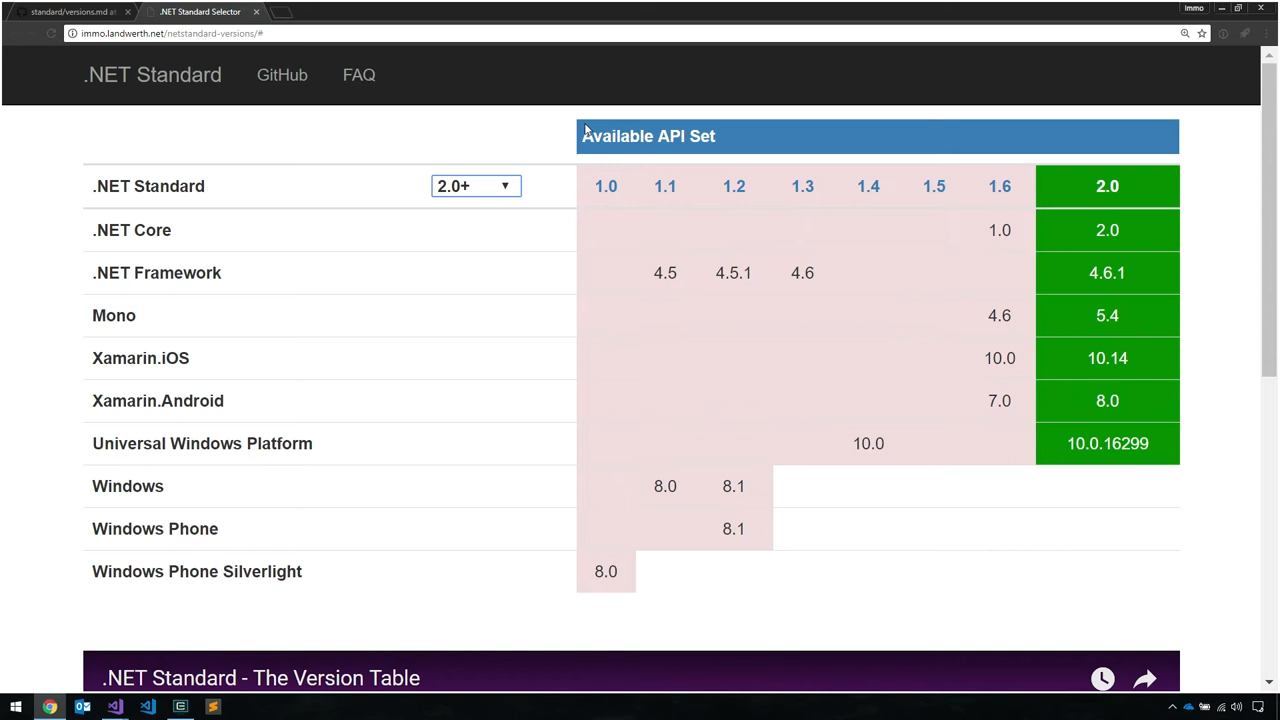 standard/versions.md at
.NET Standard Selector
Immo
immo.landwerth.net/netstandard-versions/#
.NET Standard GitHub FAQ
Available API Set
.NET Standard 2.0+ 1.0 1.1 1.2 1.3 1.4 1.5 1.6 2.0
.NET Core 1.0 2.0
.NET Framework 4.5 4.5.1 4.6 4.6.1
Mono 4.6 5.4
Xamarin.iOS 10.0 10.14
Xamarin.Android 7.0 8.0
Universal Windows Platform 10.0 10.0.16299
Windows 8.0 8.1
Windows Phone 8.1
Windows Phone Silverlight 8.0
.NET Standard - The Version Table